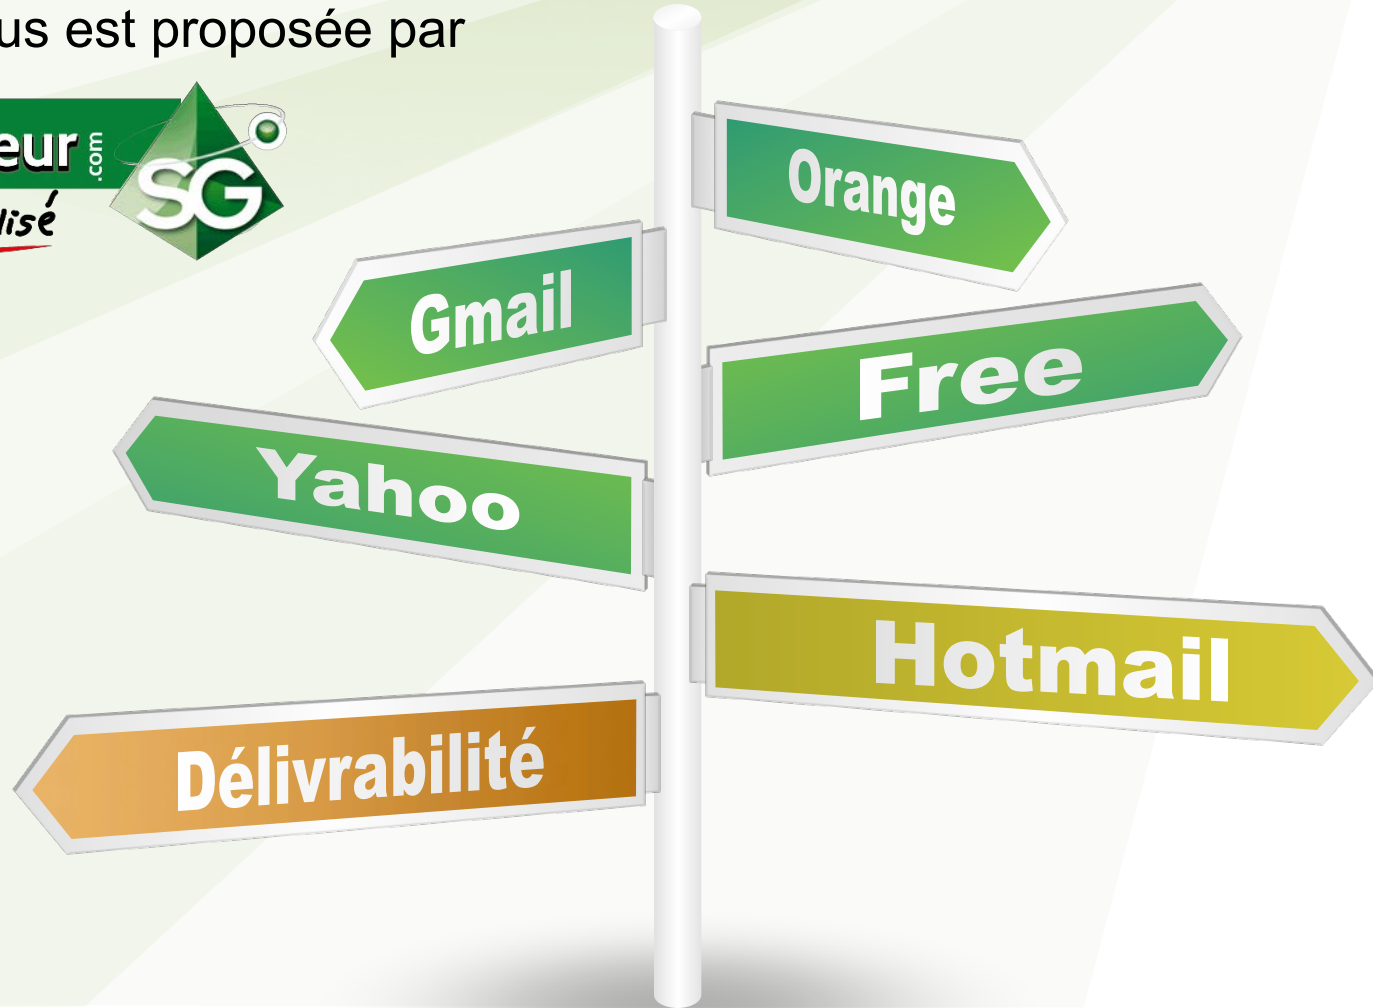 us est proposée par
eur
.com
lisé
SG
Orange
Gmail
Free
Yahoo
Hotmail
Délivrabilité